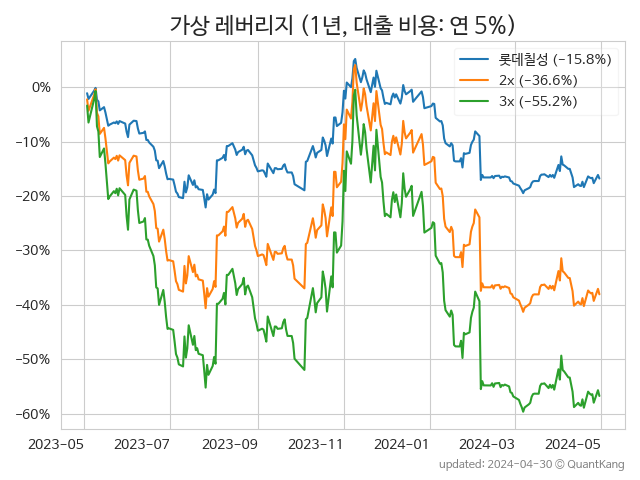 가상 레버리지 (1년, 대출 비용: 연 5%)
롯데칠성 (-15.8%)
2x (-36.6%)
3x (-55.2%)
0%
-10%
-20%
-30%
-40%
-50%
-60%
2023-05 2023-07 2023-09 2023-11 2024-01 2024-03 2024-05
updated: 2024-04-30 © QuantKang